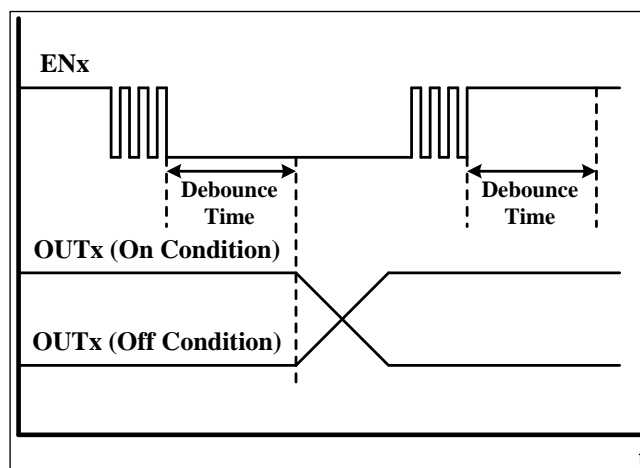 ENx
Debounce
Time
Debounce
Time
OUTx (On Condition)
OUTx (Off Condition)